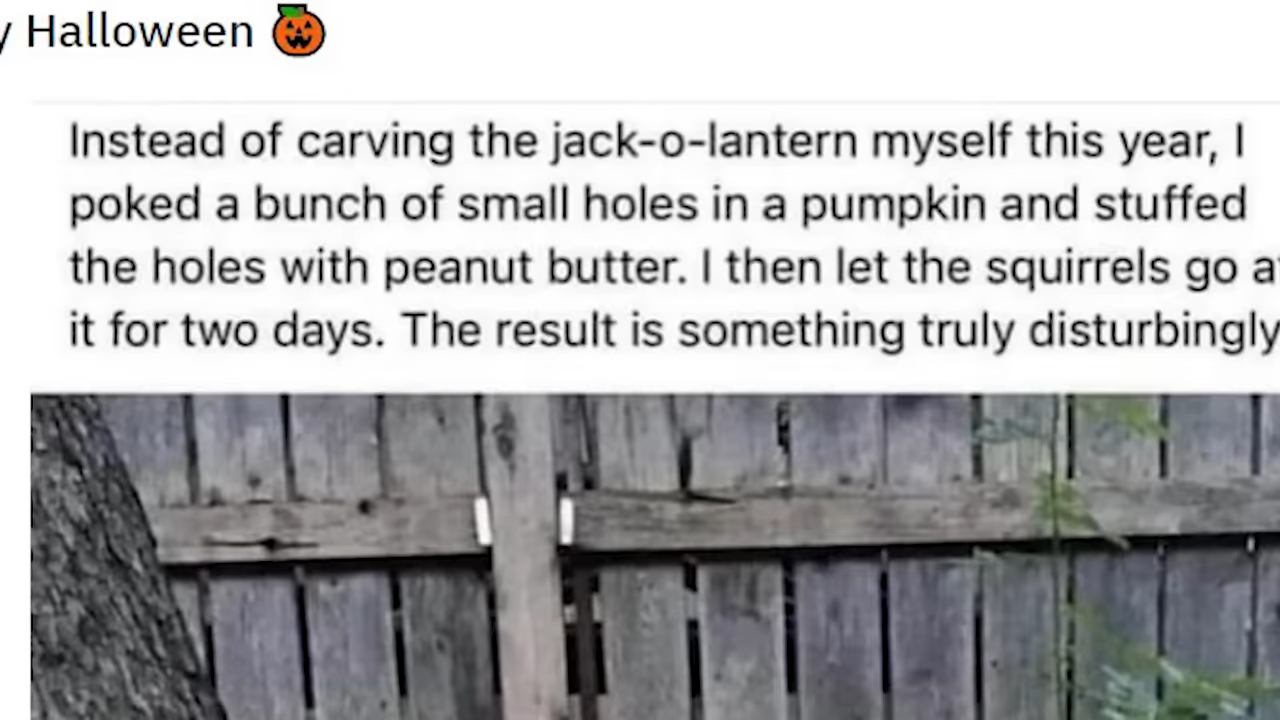 y Halloween 🎃
Instead of carving the jack-o-lantern myself this year, I
poked a bunch of small holes in a pumpkin and stuffed
the holes with peanut butter. I then let the squirrels go a
it for two days. The result is something truly disturbingly